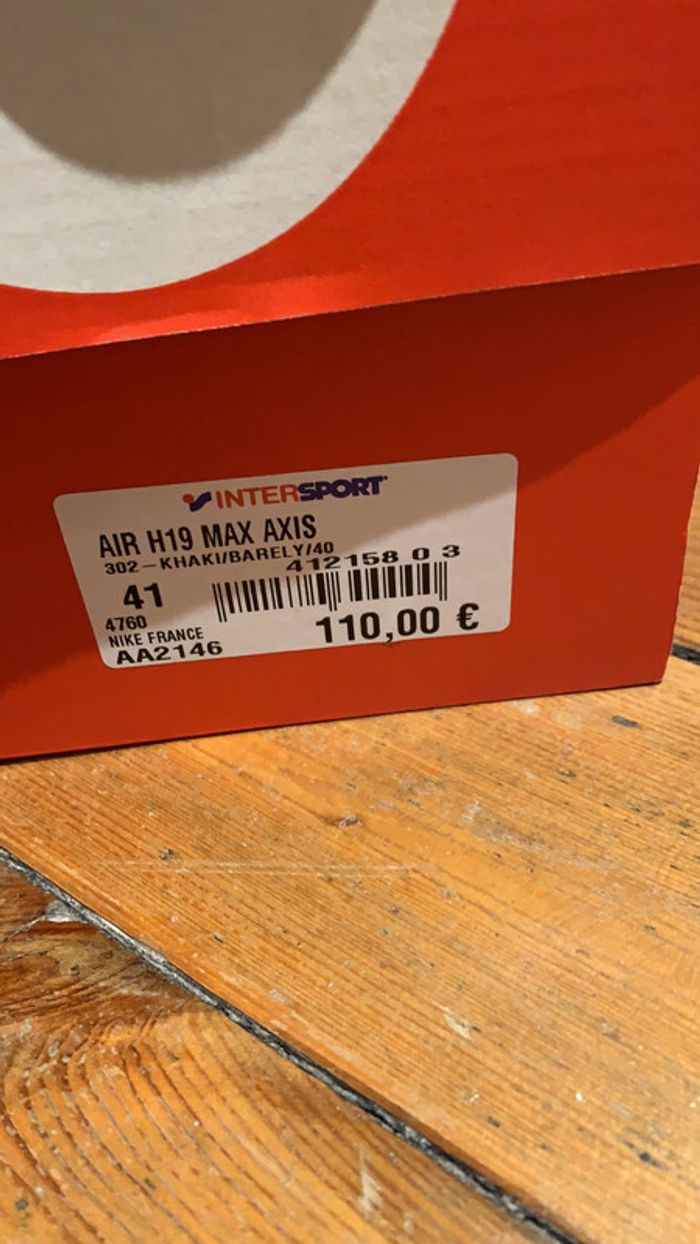 INTERSPORT
AIR H19 MAX AXIS
302-KHAKI/BARELY/40
412158 0 3
41
4760
NIKE FRANCE
110,00 €
AA2146